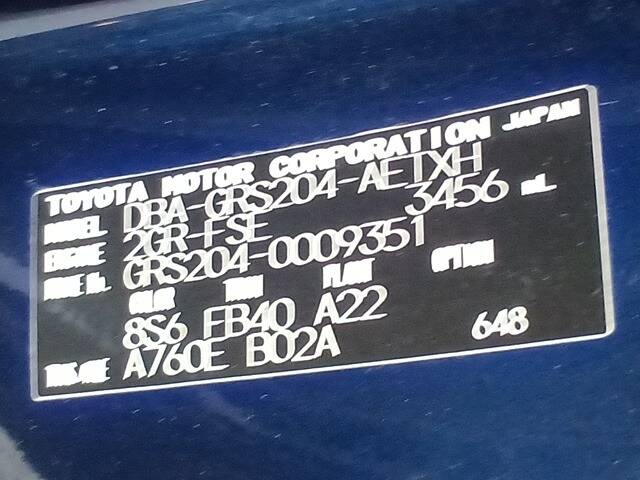 TOYOTA MOTOR CORPORATION JAPAN
MODEL DBA-GRS204-AETXH
ENGINE 2GR-FSE 3456 mL
FRAME No. GRS204-0009351
COLOR TRIM PLANT OPTION
8S6 FB40 A22
TRANS/AXLE A760E B02A 648